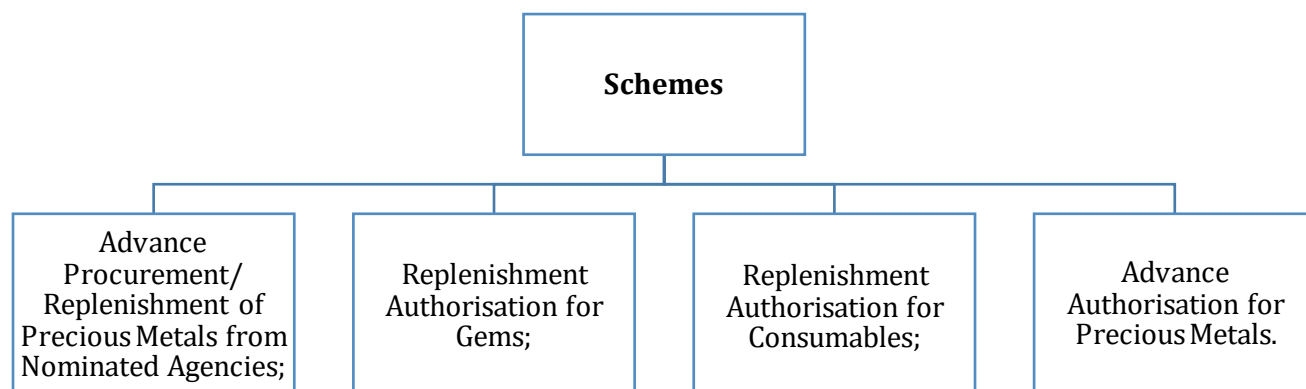 Schemes
Advance
Procurement/
Replenishment of
Precious Metals from
Nominated Agencies;
Replenishment
Authorisation for
Gems;
Replenishment
Authorisation for
Consumables;
Advance
Authorisation for
Precious Metals.